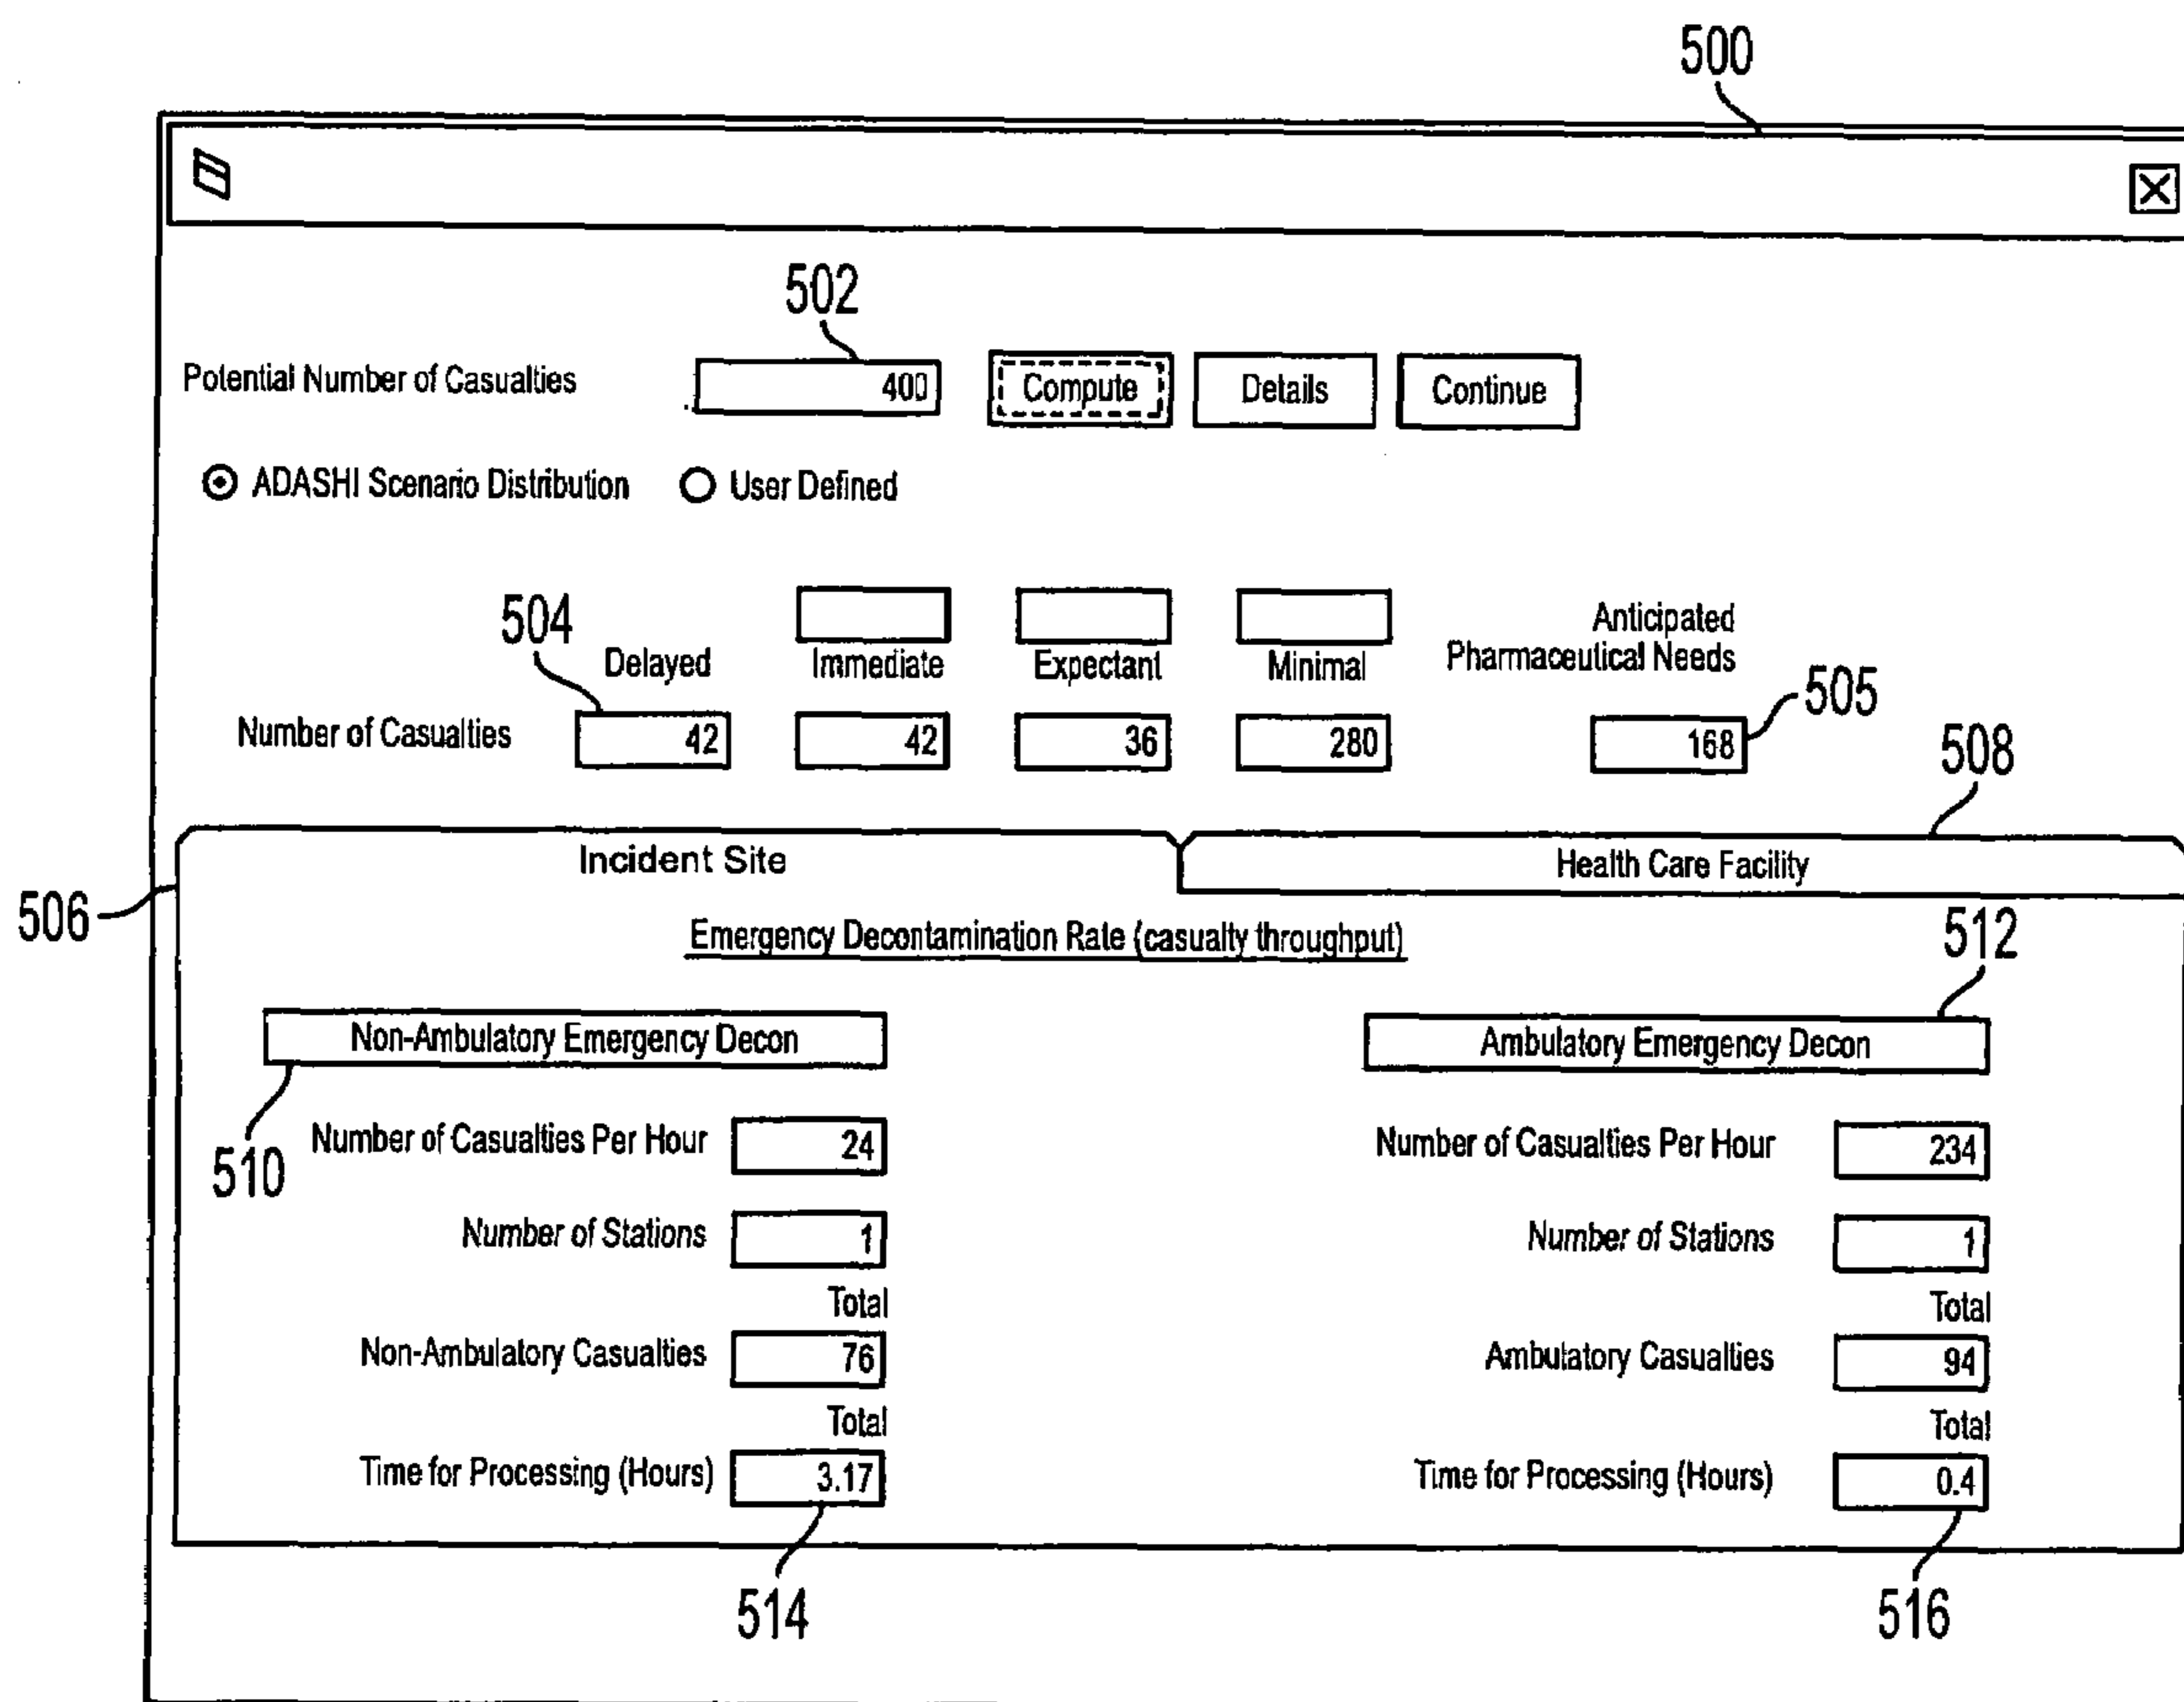 500
502
Potential Number of Casualties 400 Compute Details Continue
ADASHI Scenario Distribution User Defined
504
Delayed Immediate Expectant Minimal Anticipated
Pharmaceutical Needs
505
Number of Casualties 42 42 36 280 168
508
Incident Site Health Care Facility
506
Emergency Decontamination Rate (casualty throughput)
512
Non-Ambulatory Emergency Decon Ambulatory Emergency Decon
510
Number of Casualties Per Hour 24 Number of Casualties Per Hour 234
Number of Stations 1 Number of Stations 1
Total Total
Non-Ambulatory Casualties 76 Ambulatory Casualties 94
Total Total
Time for Processing (Hours) 3.17 Time for Processing (Hours) 0.4
514 516